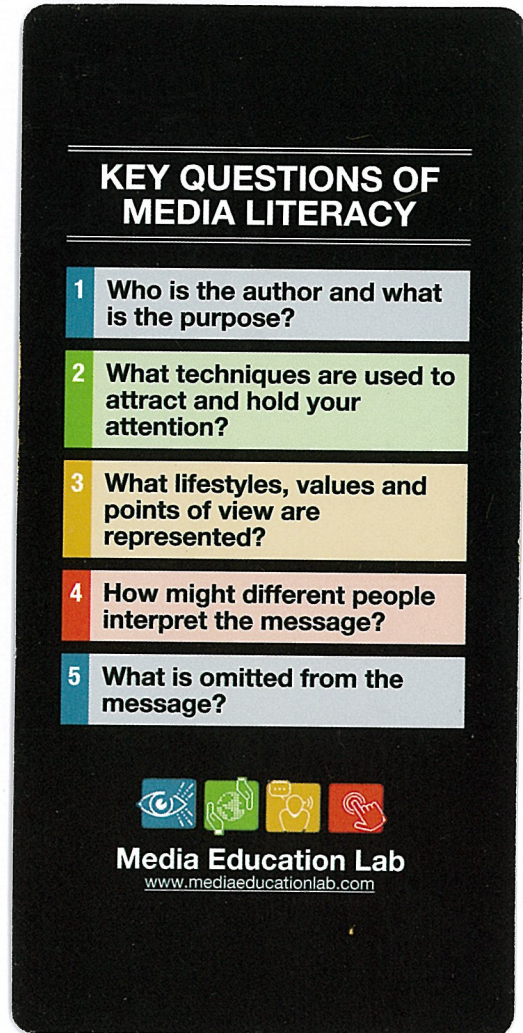 KEY QUESTIONS OF
MEDIA LITERACY
1 Who is the author and what
is the purpose?
2 What techniques are used to
attract and hold your
attention?
3 What lifestyles, values and
points of view are
represented?
4 How might different people
interpret the message?
5 What is omitted from the
message?
Media Education Lab
www.mediaeducationlab.com